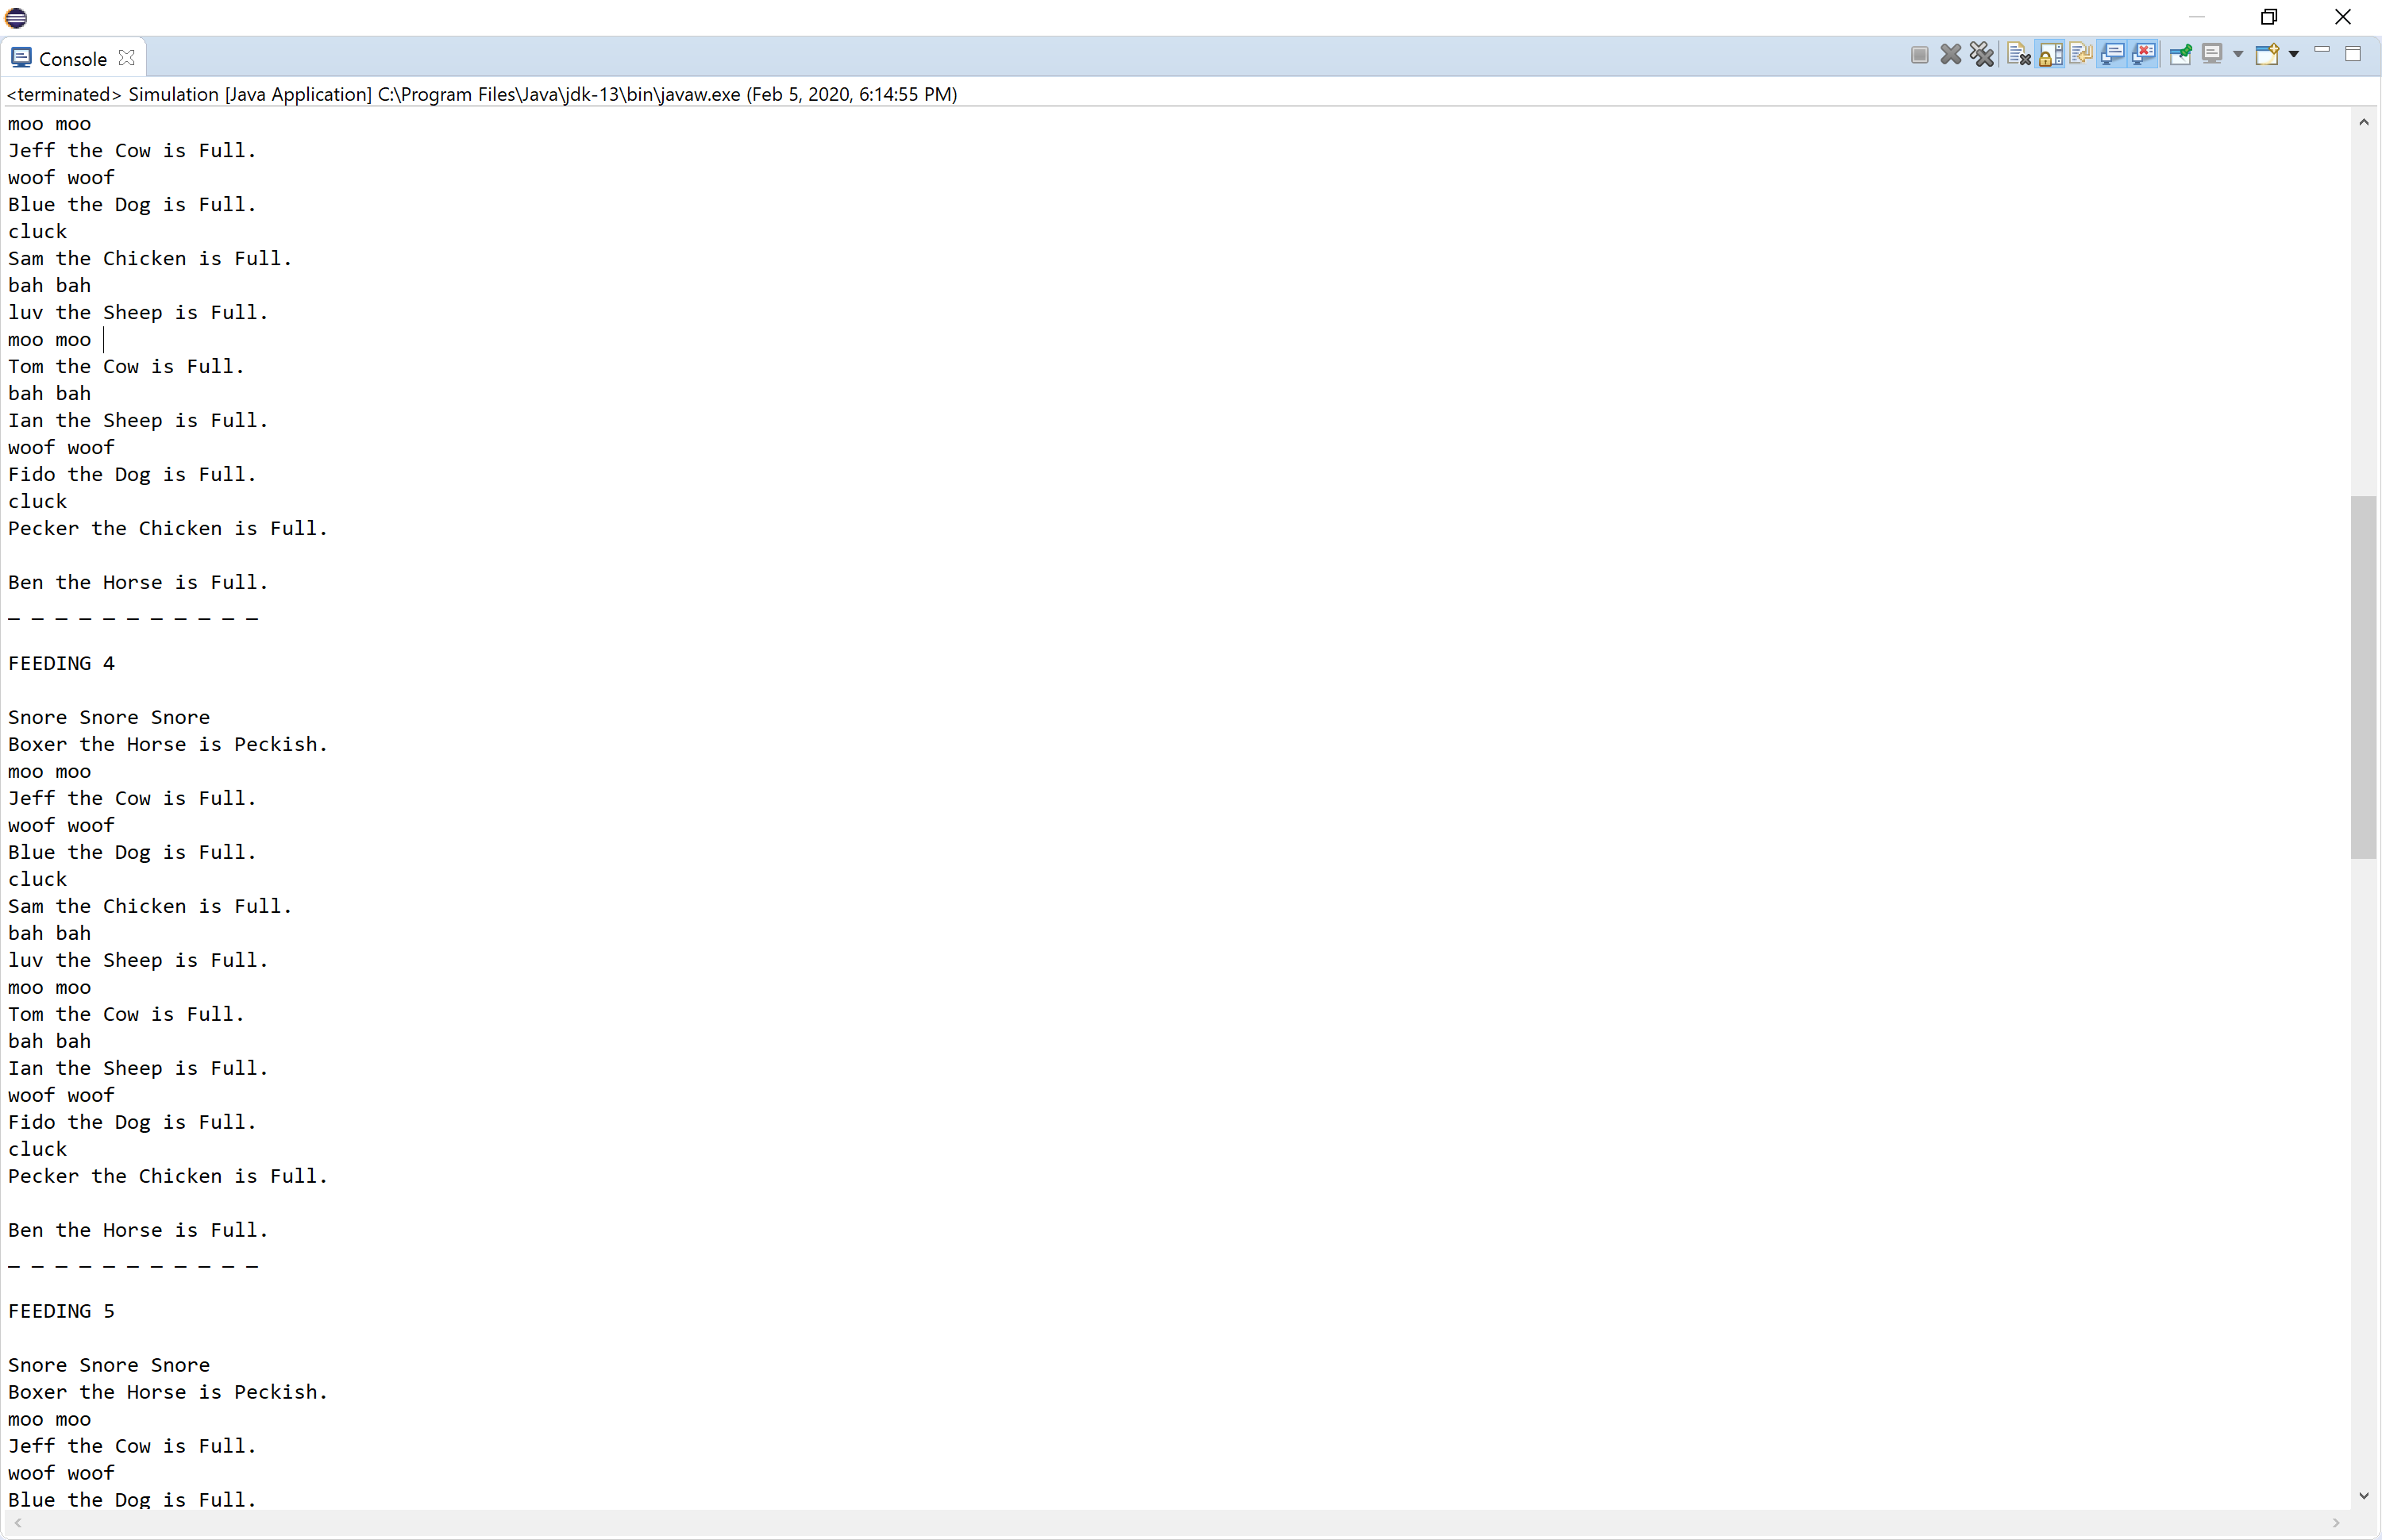 Console
<terminated> Simulation [Java Application] C:\Program Files\Java\jdk-13\bin\javaw.exe (Feb 5, 2020, 6:14:55 PM)
moo moo
Jeff the Cow is Full.
woof woof
Blue the Dog is Full.
cluck
Sam the Chicken is Full.
bah bah
luv the Sheep is Full.
moo moo
Tom the Cow is Full.
bah bah
Ian the Sheep is Full.
woof woof
Fido the Dog is Full.
cluck
Pecker the Chicken is Full.

Ben the Horse is Full.
_ _ _ _ _ _ _ _ _ _ _

FEEDING 4

Snore Snore Snore
Boxer the Horse is Peckish.
moo moo
Jeff the Cow is Full.
woof woof
Blue the Dog is Full.
cluck
Sam the Chicken is Full.
bah bah
luv the Sheep is Full.
moo moo
Tom the Cow is Full.
bah bah
Ian the Sheep is Full.
woof woof
Fido the Dog is Full.
cluck
Pecker the Chicken is Full.

Ben the Horse is Full.
_ _ _ _ _ _ _ _ _ _ _

FEEDING 5

Snore Snore Snore
Boxer the Horse is Peckish.
moo moo
Jeff the Cow is Full.
woof woof
Blue the Dog is Full.